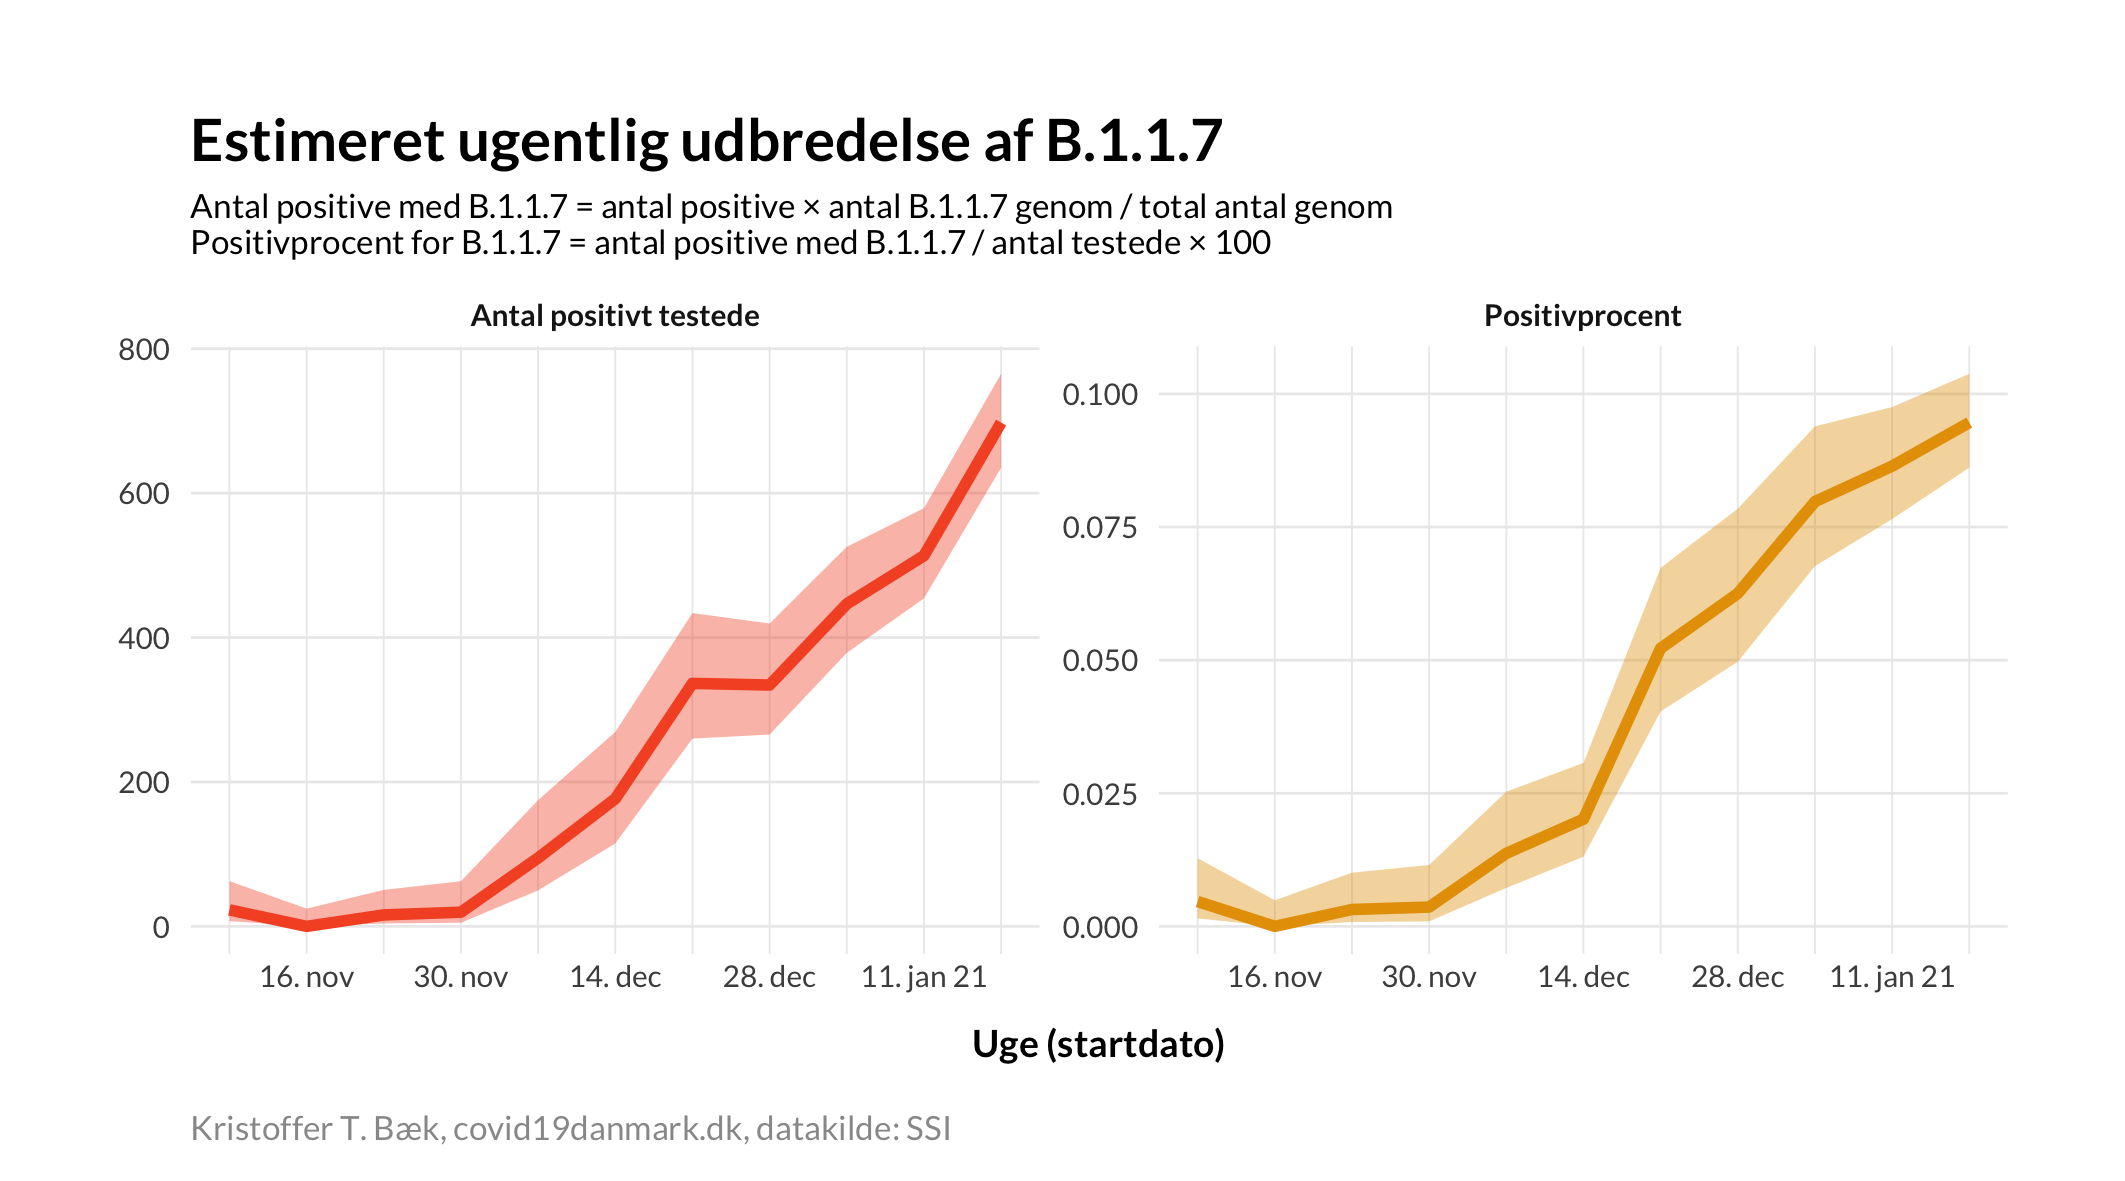 Estimeret ugentlig udbredelse af B.1.1.7
Antal positive med B.1.1.7 = antal positive × antal B.1.1.7 genom / total antal genom
Positivprocent for B.1.1.7 = antal positive med B.1.1.7 / antal testede × 100
Antal positivt testede
800
600
400
200
0
16. nov
30. nov
14. dec
28. dec
11. jan 21
Positivprocent
0.100
0.075
0.050
0.025
0.000
16. nov
30. nov
14. dec
28. dec
11. jan 21
Uge (startdato)
Kristoffer T. Bæk, covid19danmark.dk, datakilde: SSI